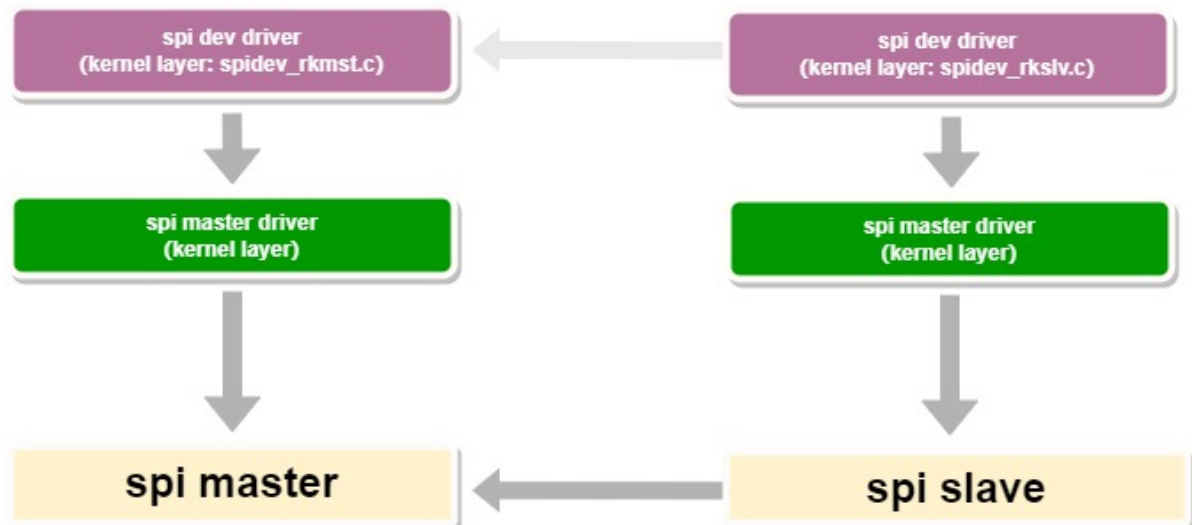 spi dev driver
(kernel layer: spidev_rkmst.c)
spi dev driver
(kernel layer: spidev_rkslv.c)
spi master driver
(kernel layer)
spi master driver
(kernel layer)
spi master
spi slave